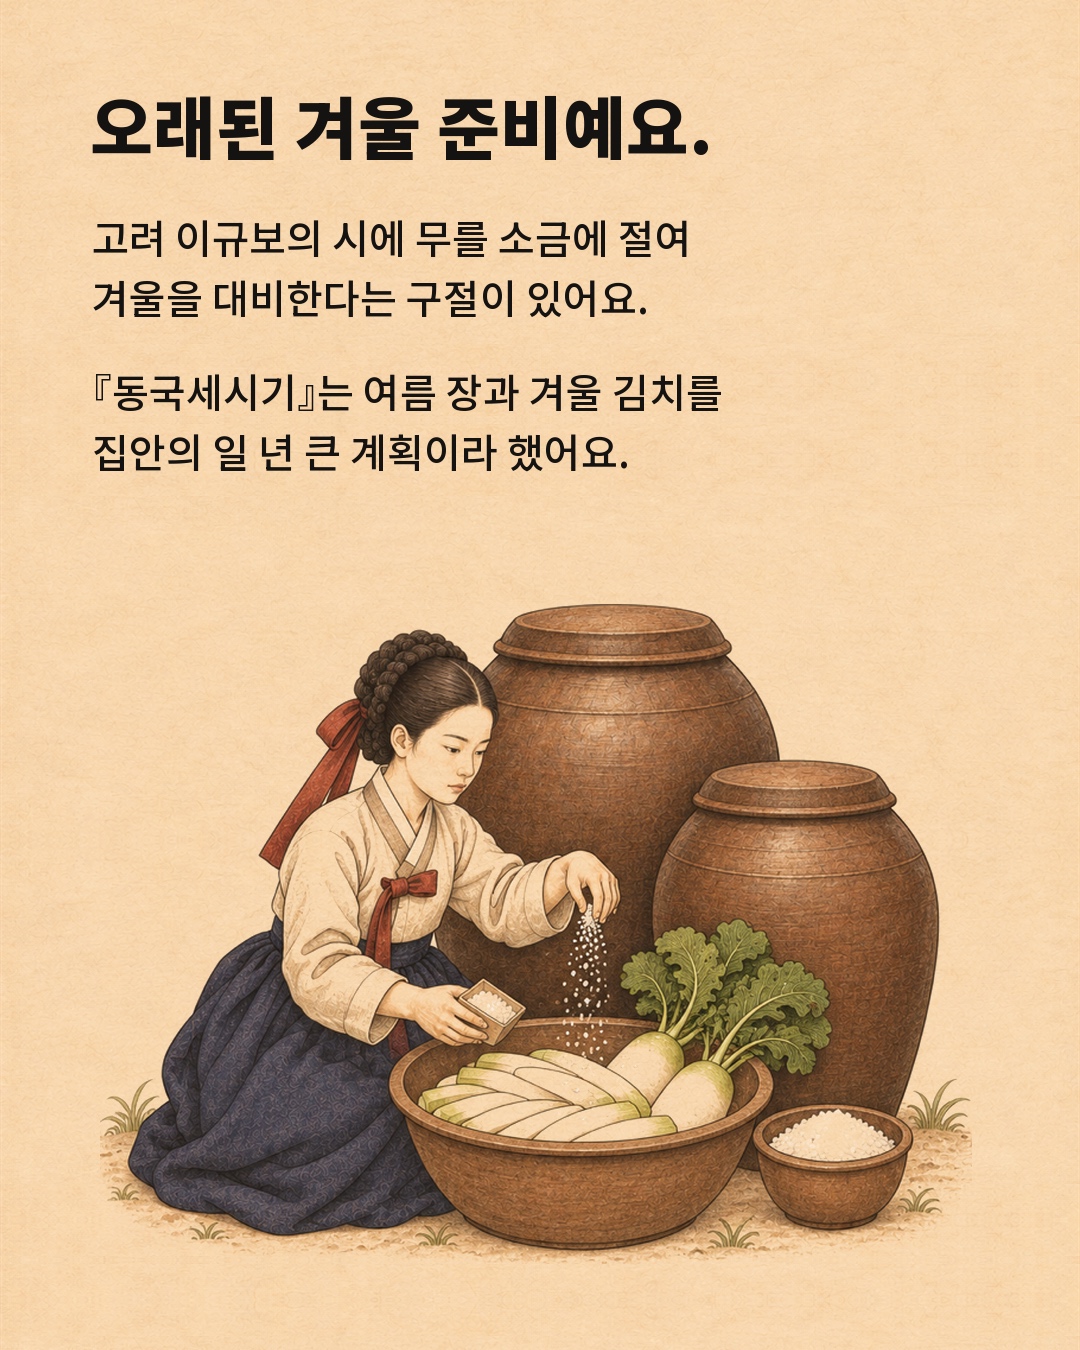 오래된 겨울 준비예요.
고려 이규보의 시에 무를 소금에 절여
겨울을 대비한다는 구절이 있어요.
『동국세시기』는 여름 장과 겨울 김치를
집안의 일 년 큰 계획이라 했어요.